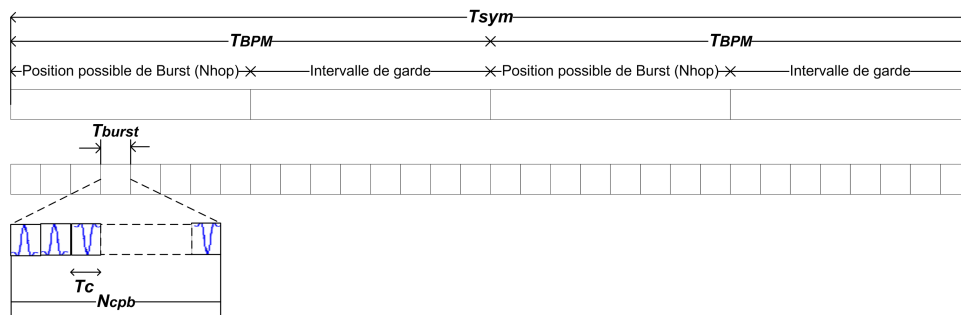 Tsym
TBPM TBPM
Position possible de Burst (Nhop) Intervalle de garde Position possible de Burst (Nhop) Intervalle de garde
Tburst
Tc
Ncpb